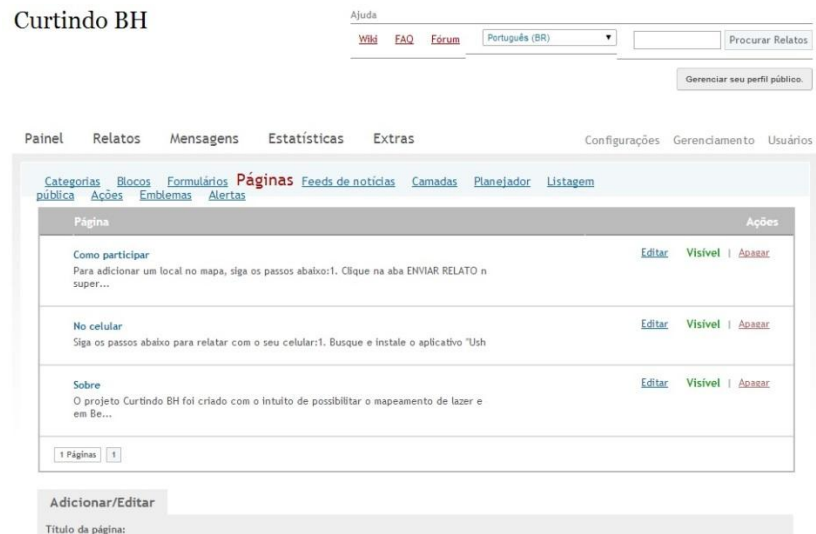 Curtindo BH
Ajuda
Wiki FAQ Fórum Português (BR) Procurar Relatos
Gerenciar seu perfil público.
Painel Relatos Mensagens Estatísticas Extras Configurações Gerenciamento Usuários
Categorias Blocos Formulários Páginas Feeds de notícias Camadas Planejador Listagem
pública Ações Emblemas Alertas
Página Ações
Como participar Editar Visível | Apagar
Para adicionar um local no mapa, siga os passos abaixo:1. Clique na aba ENVIAR RELATO n
super...
No celular Editar Visível | Apagar
Siga os passos abaixo para relatar com o seu celular:1. Busque e instale o aplicativo "Ush
Sobre Editar Visível | Apagar
O projeto Curtindo BH foi criado com o intuito de possibilitar o mapeamento de lazer e
em Be...
1 Páginas 1
Adicionar/Editar
Título da página: